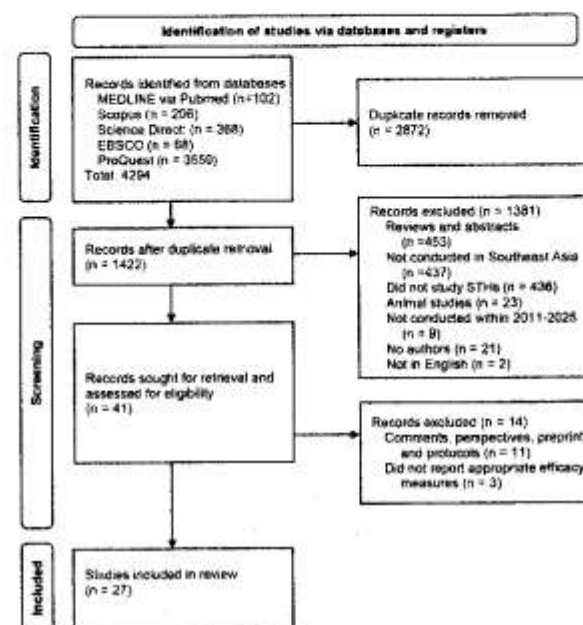 Identification of studies via databases and registers
Identification
Records identified from databases
MEDLINE via Pubmed (n=102)
Scopus (n = 206)
Science Direct: (n = 368)
EBSCO (n = 68)
ProQuest (n = 3550)
Total: 4294
Duplicate records removed
(n = 2872)
Screening
Records after duplicate removal
(n = 1422)
Records excluded (n = 1381)
Reviews and abstracts
(n =453)
Not conducted in Southeast Asia
(n =437)
Did not study STHs (n = 436)
Animal studies (n = 23)
Not conducted within 2011-2025
(n = 9)
No authors (n = 21)
Not in English (n = 2)
Records sought for retrieval and
assessed for eligibility
(n = 41)
Records excluded (n = 14)
Comments, perspectives, preprint
and protocols (n = 11)
Did not report appropriate efficacy
measures (n = 3)
Included
Studies included in review
(n = 27)